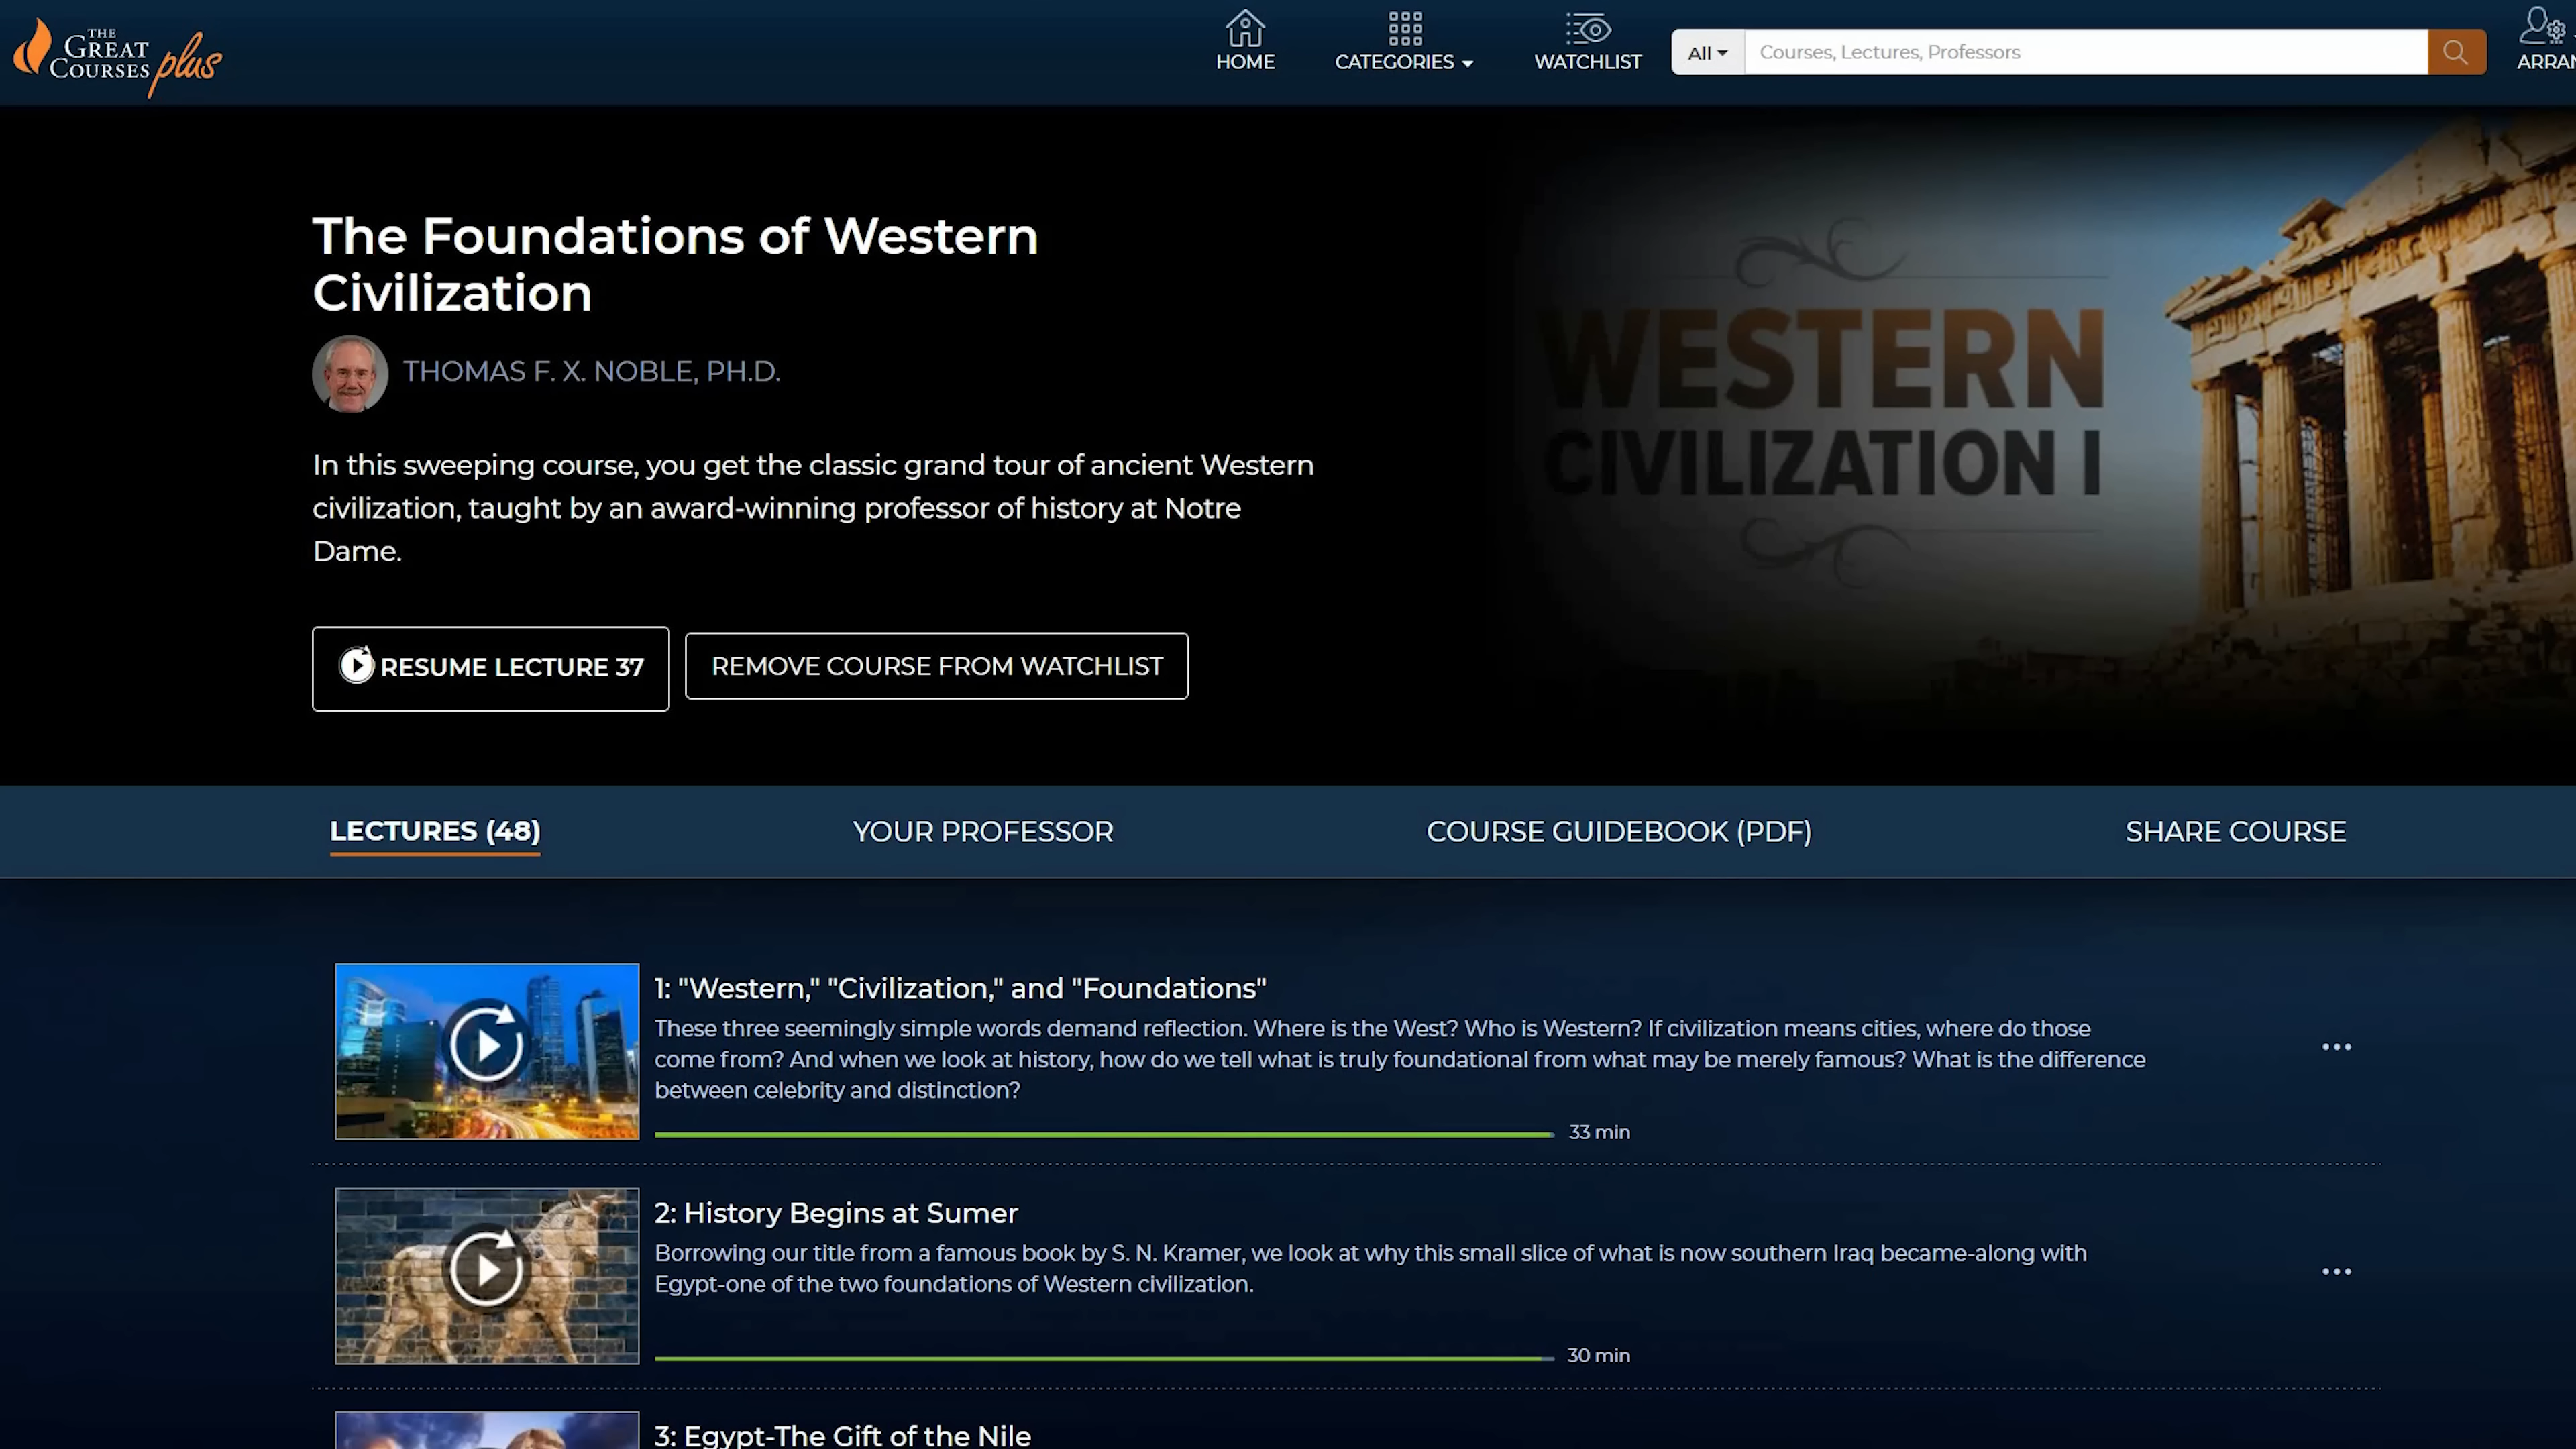 THE
GREAT
COURSES plus
HOME
CATEGORIES
WATCHLIST
All
Courses, Lectures, Professors
The Foundations of Western
Civilization
THOMAS F. X. NOBLE, PH.D.
In this sweeping course, you get the classic grand tour of ancient Western
civilization, taught by an award-winning professor of history at Notre
Dame.
RESUME LECTURE 37
REMOVE COURSE FROM WATCHLIST
WESTERN
CIVILIZATION I
LECTURES (48)
YOUR PROFESSOR
COURSE GUIDEBOOK (PDF)
SHARE COURSE
1: "Western," "Civilization," and "Foundations"
These three seemingly simple words demand reflection. Where is the West? Who is Western? If civilization means cities, where do those
come from? And when we look at history, how do we tell what is truly foundational from what may be merely famous? What is the difference
between celebrity and distinction?
33 min
2: History Begins at Sumer
Borrowing our title from a famous book by S. N. Kramer, we look at why this small slice of what is now southern Iraq became-along with
Egypt-one of the two foundations of Western civilization.
30 min
3: Egypt-The Gift of the Nile